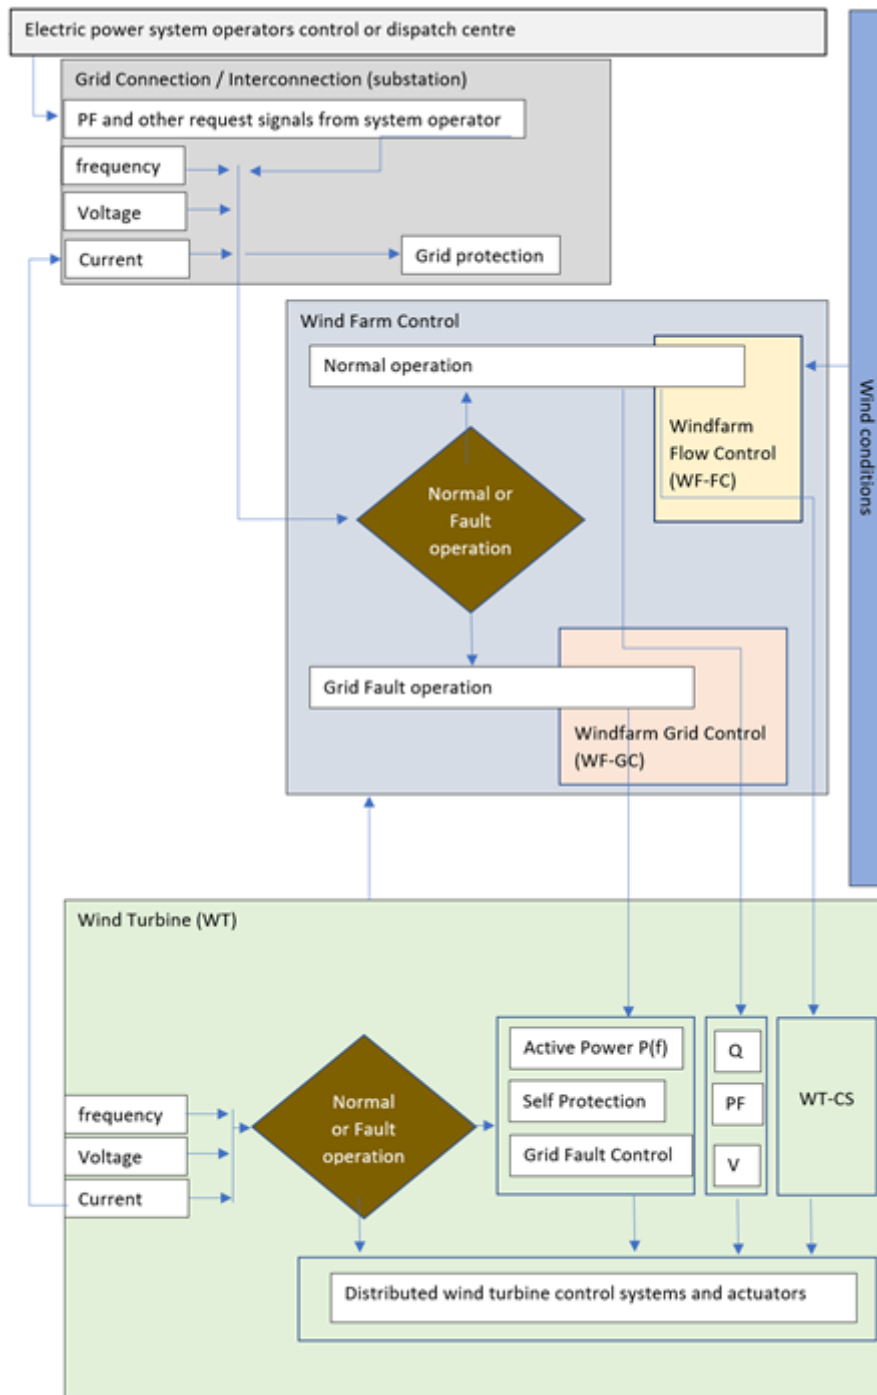 Electric power system operators control or dispatch centre
Grid Connection / Interconnection (substation)
PF and other request signals from system operator
frequency
Voltage
Current
Grid protection
Wind Farm Control
Normal operation
Windfarm
Flow Control
(WF-FC)
Wind conditions
Normal or
Fault
operation
Grid Fault operation
Windfarm Grid Control
(WF-GC)
Wind Turbine (WT)
frequency
Voltage
Current
Normal
or Fault
operation
Active Power P(f)
Self Protection
Grid Fault Control
Q
PF
V
WT-CS
Distributed wind turbine control systems and actuators